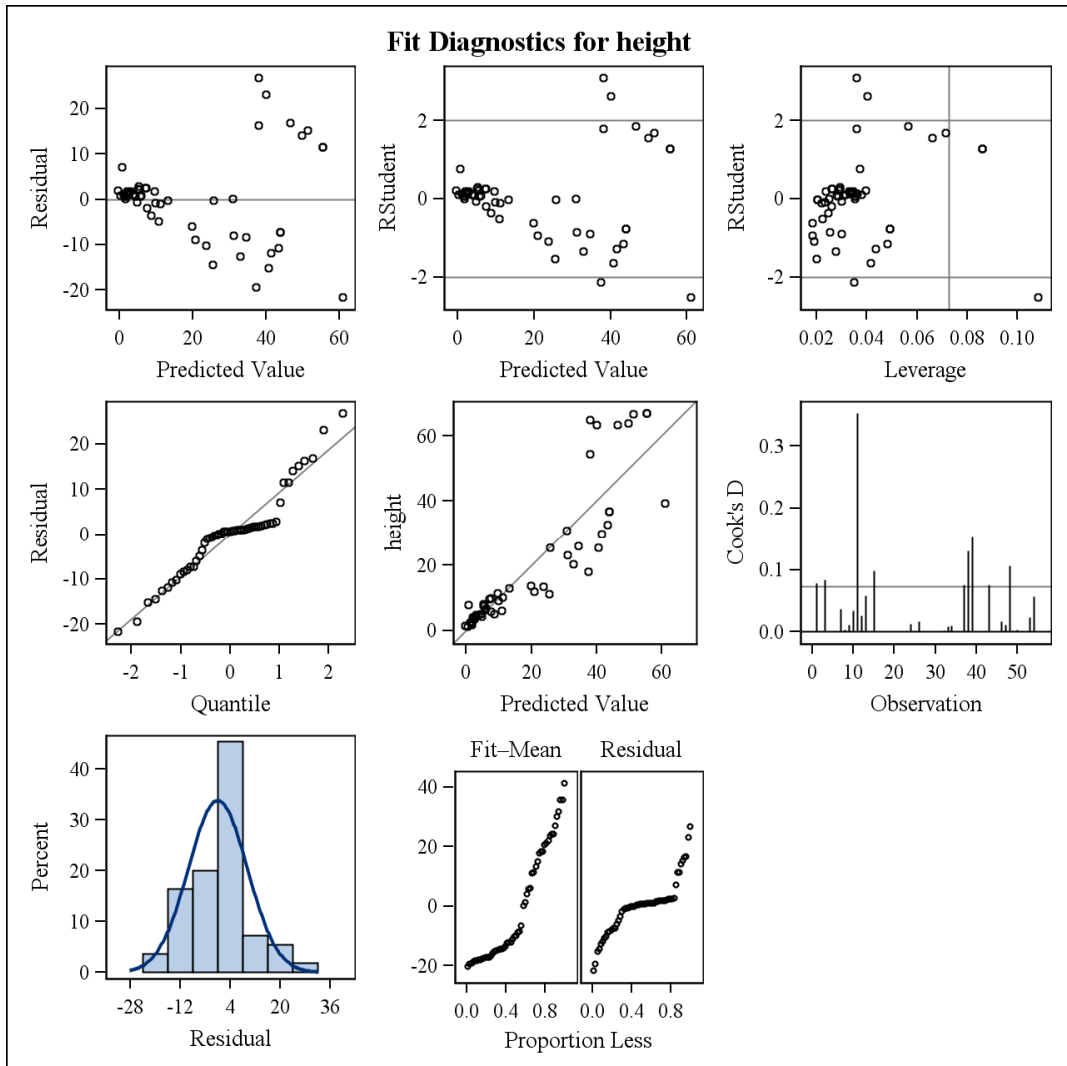 Fit Diagnostics for height
Residual
20
10
0
-10
-20
0 20 40 60
Predicted Value
RStudent
2
0
-2
0 20 40 60
Predicted Value
RStudent
2
0
-2
0.02 0.04 0.06 0.08 0.10
Leverage
Residual
20
10
0
-10
-20
-2 -1 0 1 2
Quantile
height
60
40
20
0
0 20 40 60
Predicted Value
Cook's D
0.3
0.2
0.1
0.0
0 10 20 30 40 50
Observation
Percent
40
30
20
10
0
-28 -12 4 20 36
Residual
Fit–Mean Residual
40
20
0
-20
0.0 0.4 0.8 0.0 0.4 0.8
Proportion Less